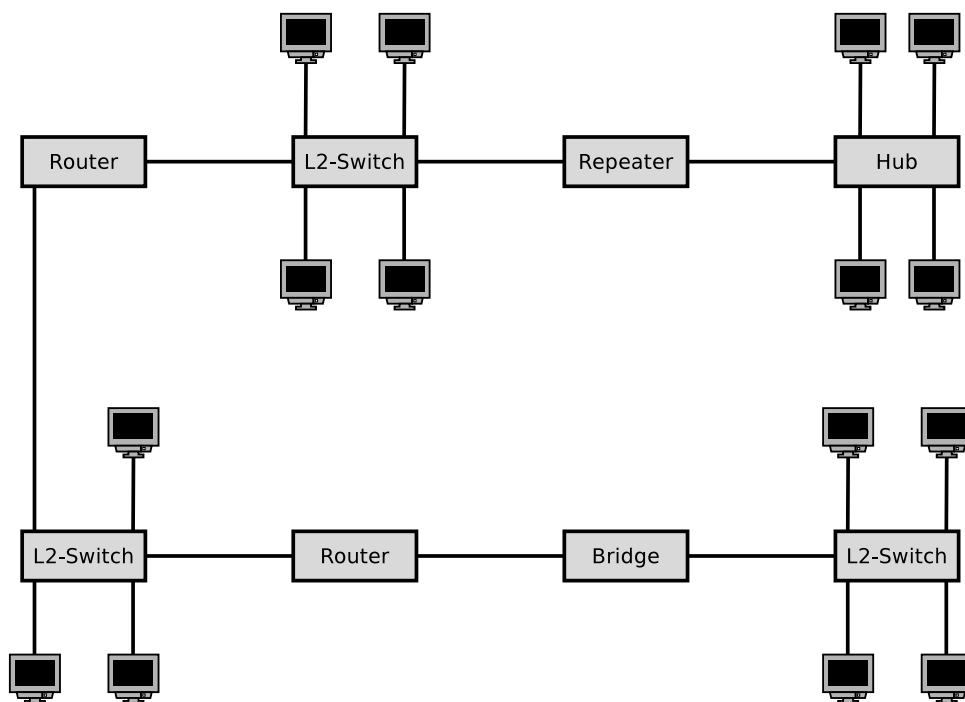 Router
L2-Switch
Repeater
Hub
L2-Switch
Router
Bridge
L2-Switch